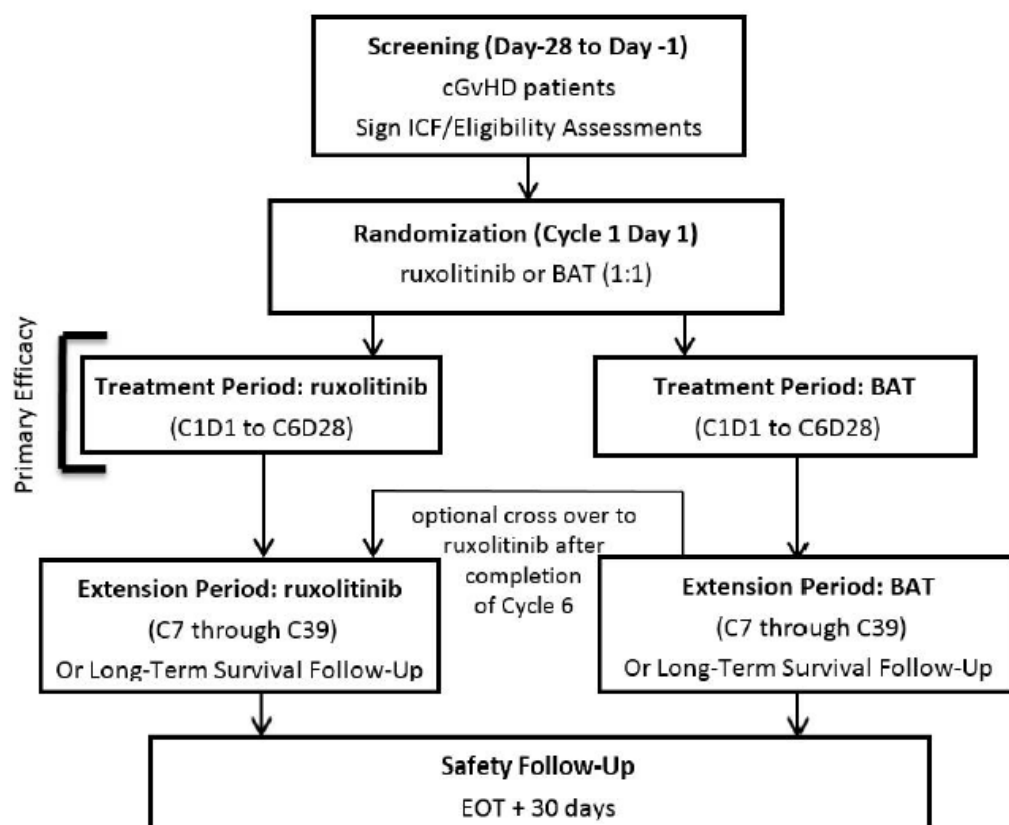 Screening (Day-28 to Day -1)
cGvHD patients
Sign ICF/Eligibility Assessments
Randomization (Cycle 1 Day 1)
ruxolitinib or BAT (1:1)
Primary Efficacy
Treatment Period: ruxolitinib
(C1D1 to C6D28)
Treatment Period: BAT
(C1D1 to C6D28)
optional cross over to
ruxolitinib after
completion
of Cycle 6
Extension Period: ruxolitinib
(C7 through C39)
Or Long-Term Survival Follow-Up
Extension Period: BAT
(C7 through C39)
Or Long-Term Survival Follow-Up
Safety Follow-Up
EOT + 30 days